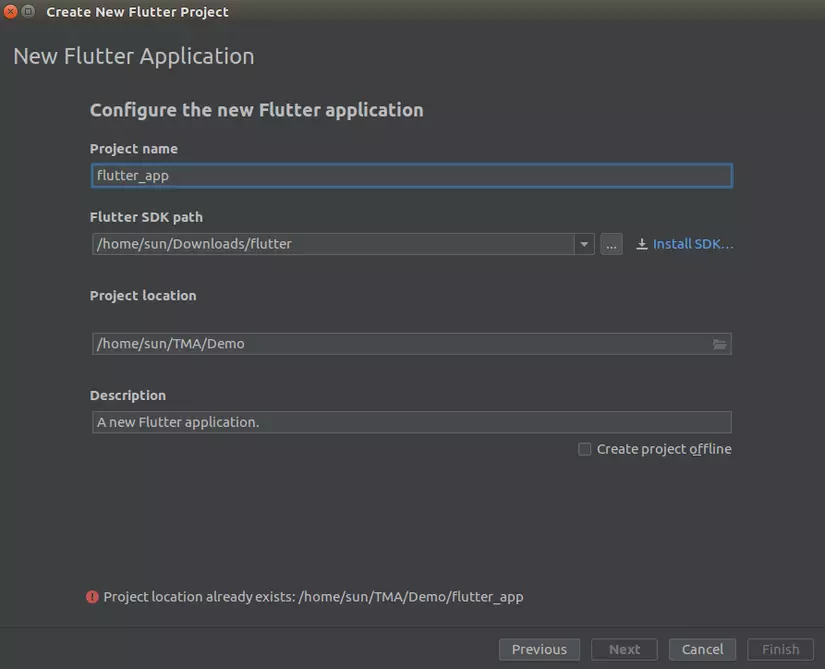 Create New Flutter Project
New Flutter Application
Configure the new Flutter application
Project name
flutter_app
Flutter SDK path
/home/sun/Downloads/flutter
...
Install SDK...
Project location
/home/sun/TMA/Demo
Description
A new Flutter application.
Create project offline
Project location already exists: /home/sun/TMA/Demo/flutter_app
Previous
Next
Cancel
Finish